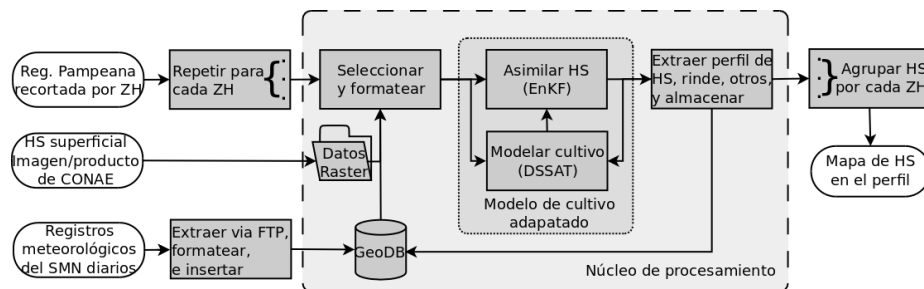 Reg. Pampeana
recortada por ZH
Repetir para
cada ZH
Seleccionar
y formatear
Asimilar HS
(EnKF)
Extraer perfil de
HS, rinde, otros,
y almacenar
Agrupar HS
por cada ZH
HS superficial
Imagen/producto
de CONAE
Datos
Raster
Modelar cultivo
(DSSAT)
Modelo de cultivo
adapatado
Mapa de HS
en el perfil
Registros
meteorológicos
del SMN diarios
Extraer via FTP,
formatear,
e insertar
GeoDB
Núcleo de procesamiento